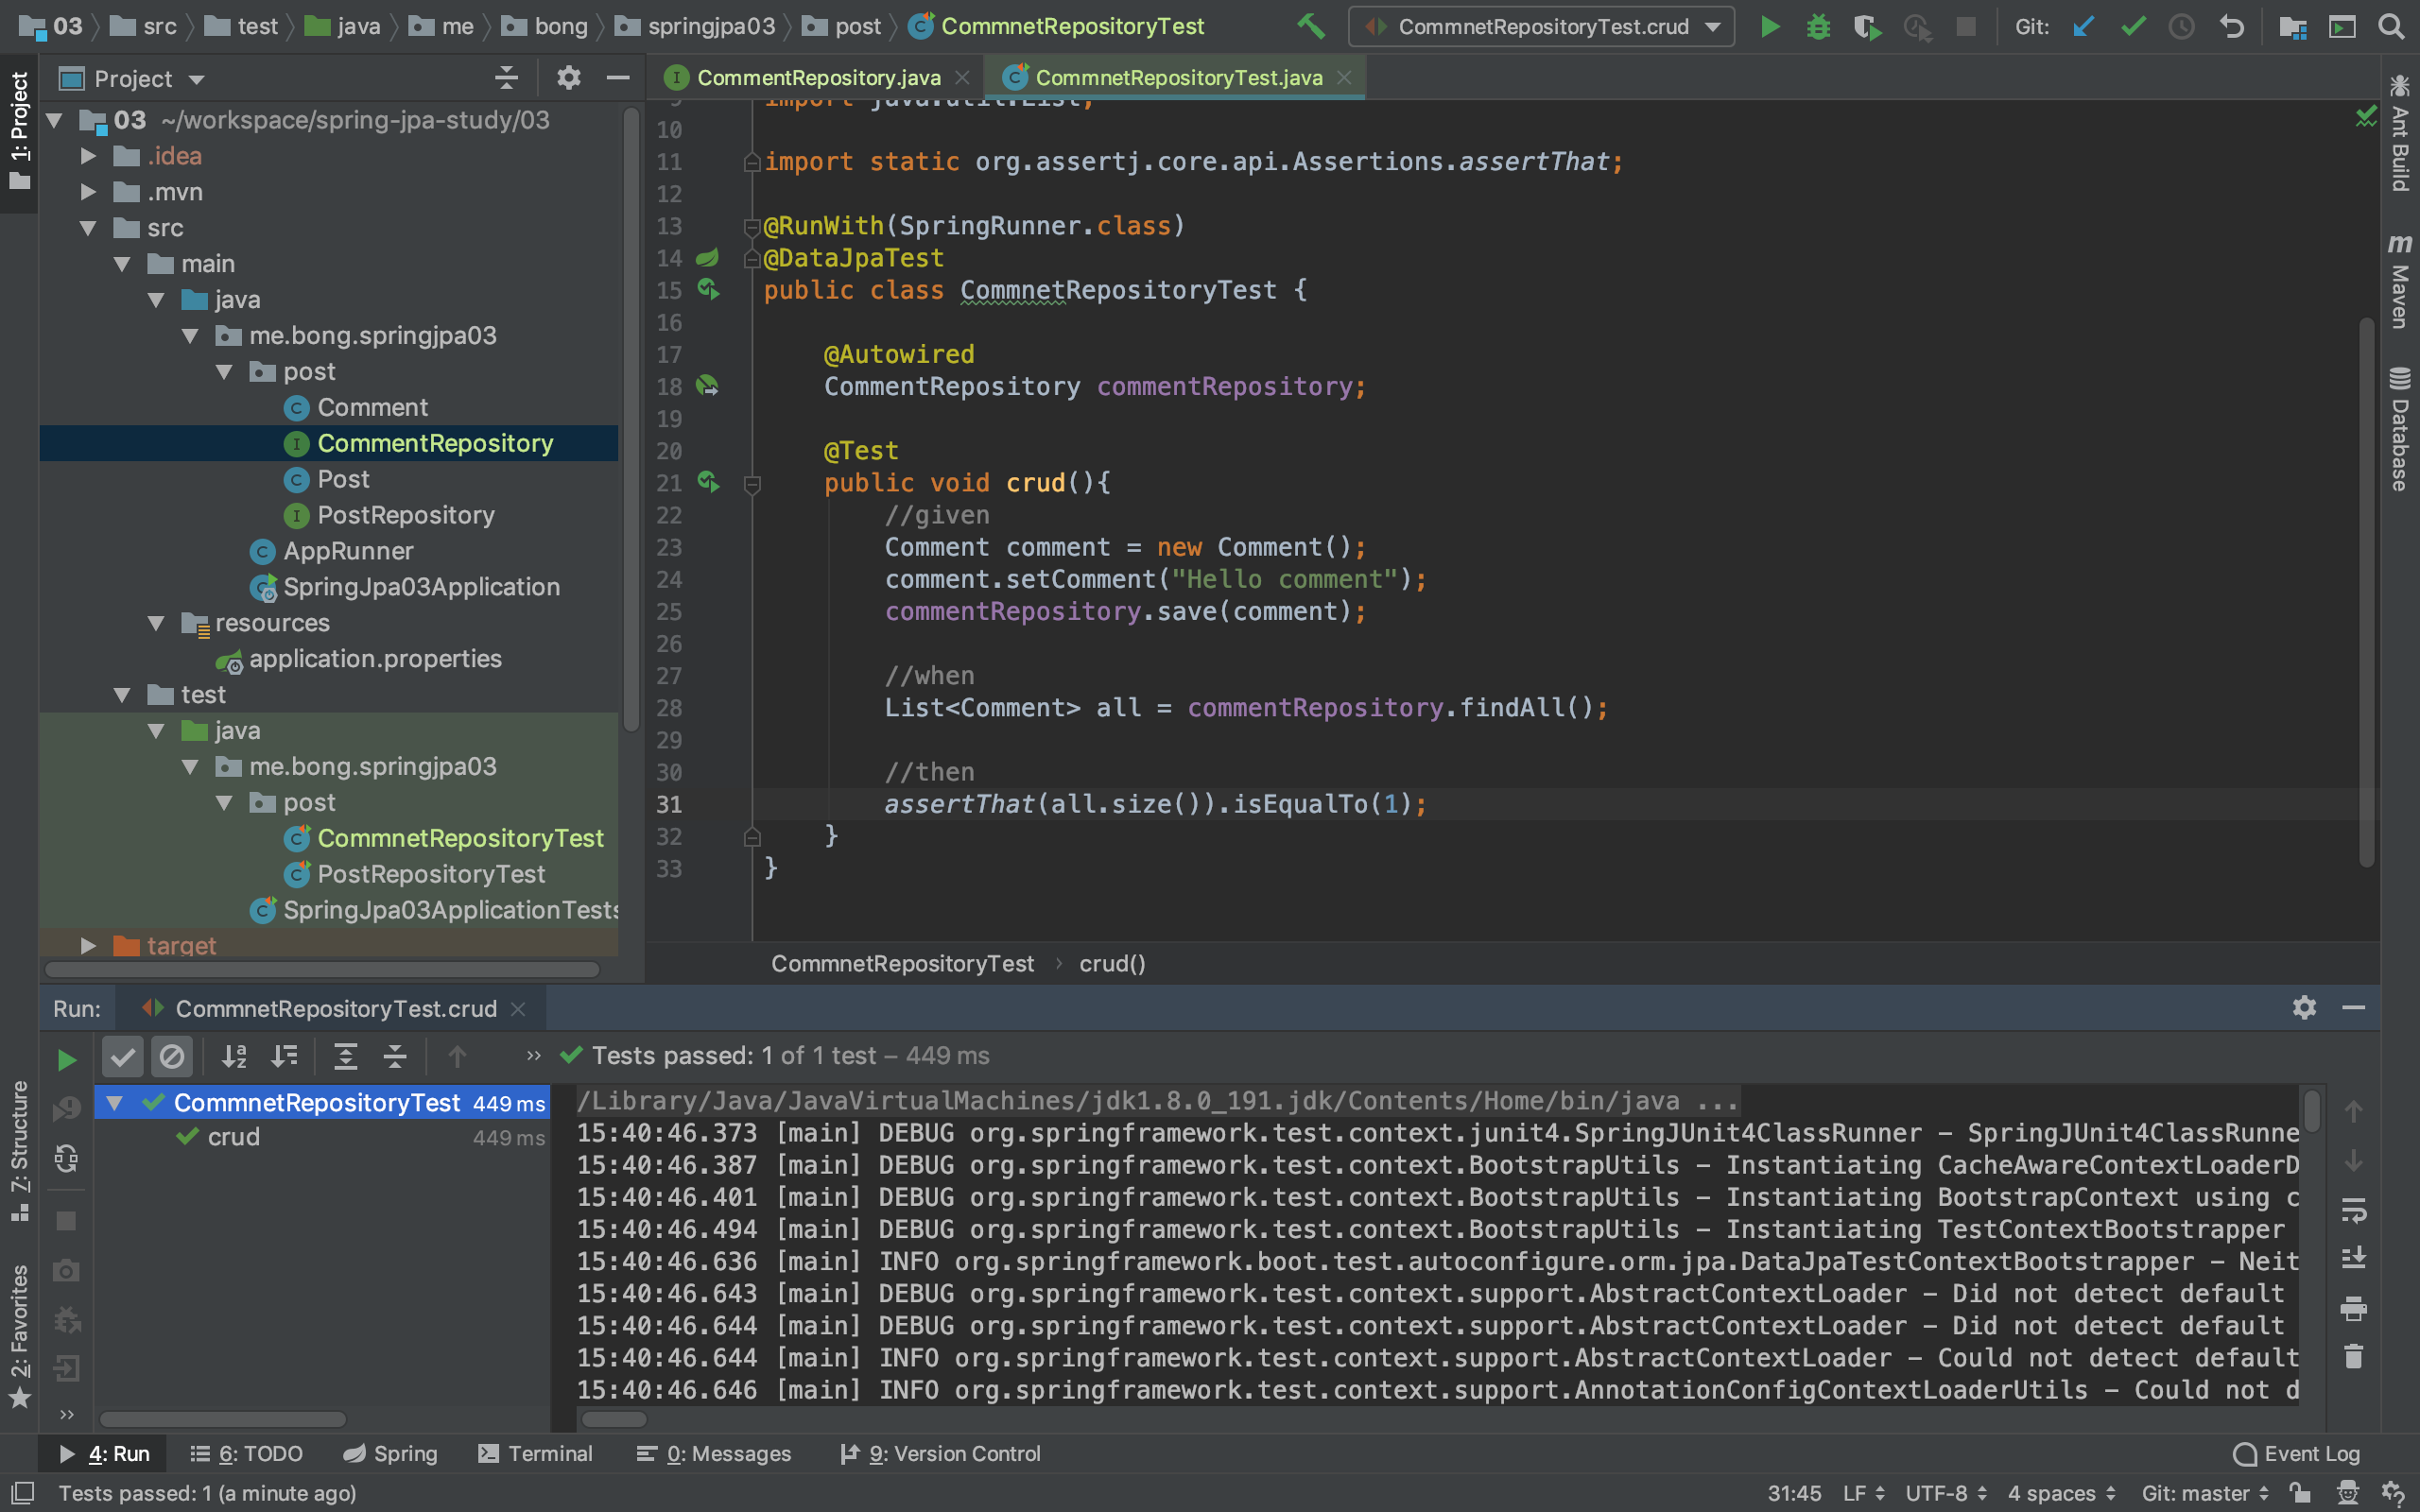 03 src test java me bong springjpa03 post CommnetRepositoryTest CommnetRepositoryTest.crud Git:
1: Project
Project
03 ~/workspace/spring-jpa-study/03
.idea
.mvn
src
main
java
me.bong.springjpa03
post
Comment
CommentRepository
Post
PostRepository
AppRunner
SpringJpa03Application
resources
application.properties
test
java
me.bong.springjpa03
post
CommnetRepositoryTest
PostRepositoryTest
SpringJpa03ApplicationTests
target
CommentRepository.java CommnetRepositoryTest.java
9 import java.util.List;
10
11 import static org.assertj.core.api.Assertions.assertThat;
12
13 @RunWith(SpringRunner.class)
14 @DataJpaTest
15 public class CommnetRepositoryTest {
16
17 @Autowired
18 CommentRepository commentRepository;
19
20 @Test
21 public void crud(){
22 //given
23 Comment comment = new Comment();
24 comment.setComment("Hello comment");
25 commentRepository.save(comment);
26
27 //when
28 List<Comment> all = commentRepository.findAll();
29
30 //then
31 assertThat(all.size()).isEqualTo(1);
32 }
33 }
CommnetRepositoryTest › crud()
Ant Build
m Maven
Database
Run: CommnetRepositoryTest.crud
Tests passed: 1 of 1 test – 449 ms
CommnetRepositoryTest 449 ms
crud 449 ms
/Library/Java/JavaVirtualMachines/jdk1.8.0_191.jdk/Contents/Home/bin/java ...
15:40:46.373 [main] DEBUG org.springframework.test.context.junit4.SpringJUnit4ClassRunner - SpringJUnit4ClassRunne
15:40:46.387 [main] DEBUG org.springframework.test.context.BootstrapUtils - Instantiating CacheAwareContextLoaderD
15:40:46.401 [main] DEBUG org.springframework.test.context.BootstrapUtils - Instantiating BootstrapContext using c
15:40:46.494 [main] DEBUG org.springframework.test.context.BootstrapUtils - Instantiating TestContextBootstrapper
15:40:46.636 [main] INFO org.springframework.boot.test.autoconfigure.orm.jpa.DataJpaTestContextBootstrapper - Neit
15:40:46.643 [main] DEBUG org.springframework.test.context.support.AbstractContextLoader - Did not detect default
15:40:46.644 [main] DEBUG org.springframework.test.context.support.AbstractContextLoader - Did not detect default
15:40:46.644 [main] INFO org.springframework.test.context.support.AbstractContextLoader - Could not detect default
15:40:46.646 [main] INFO org.springframework.test.context.support.AnnotationConfigContextLoaderUtils - Could not d
Z: Structure
2: Favorites
4: Run 6: TODO Spring Terminal 0: Messages 9: Version Control Event Log
Tests passed: 1 (a minute ago) 31:45 LF UTF-8 4 spaces Git: master